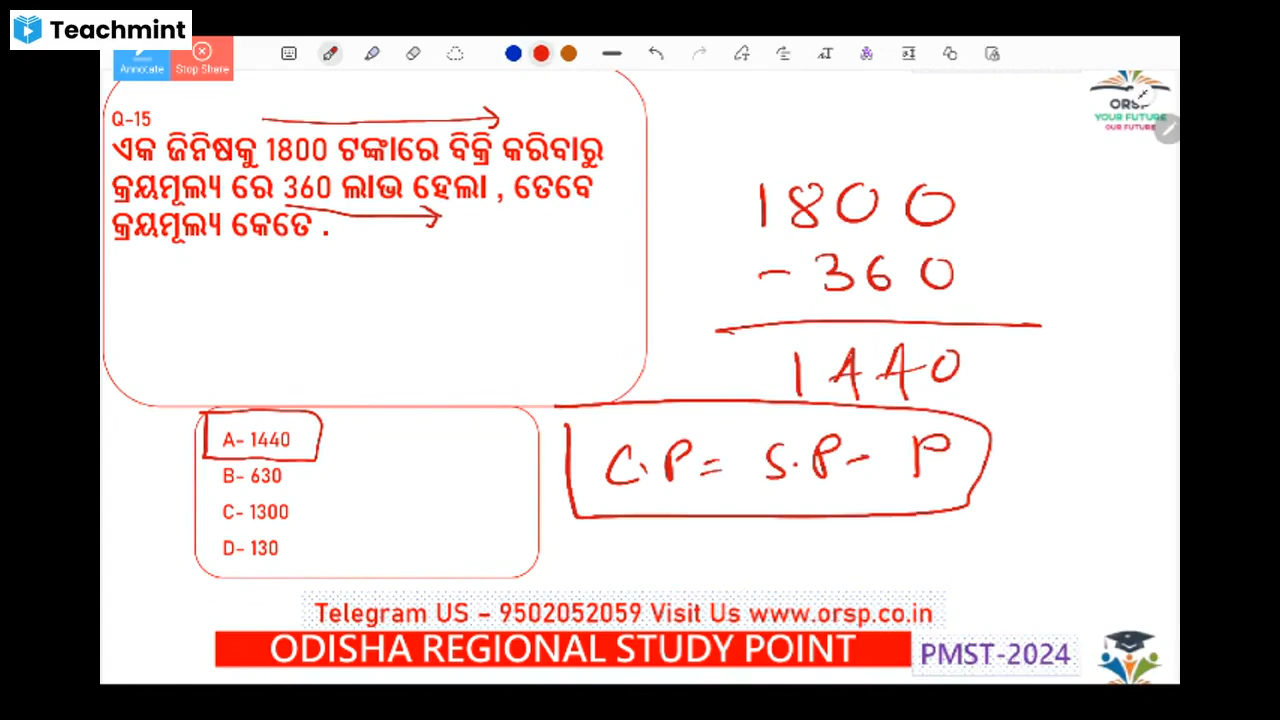 Teachmint
Annotate
Stop Share
ORSP
YOUR FUTURE
OUR FUTURE
Q-15
ଏକ ଜିନିଷକୁ 1800 ଟଙ୍କାରେ ବିକ୍ରି କରିବାରୁ
କ୍ରୟମୂଲ୍ୟ ରେ 360 ଲାଭ ହେଲା , ତେବେ
କ୍ରୟମୂଲ୍ୟ କେତେ .
1800
- 360
1440
C.P = S.P - P
A- 1440
B- 630
C- 1300
D- 130
Telegram US – 9502052059 Visit Us www.orsp.co.in
ODISHA REGIONAL STUDY POINT
PMST-2024